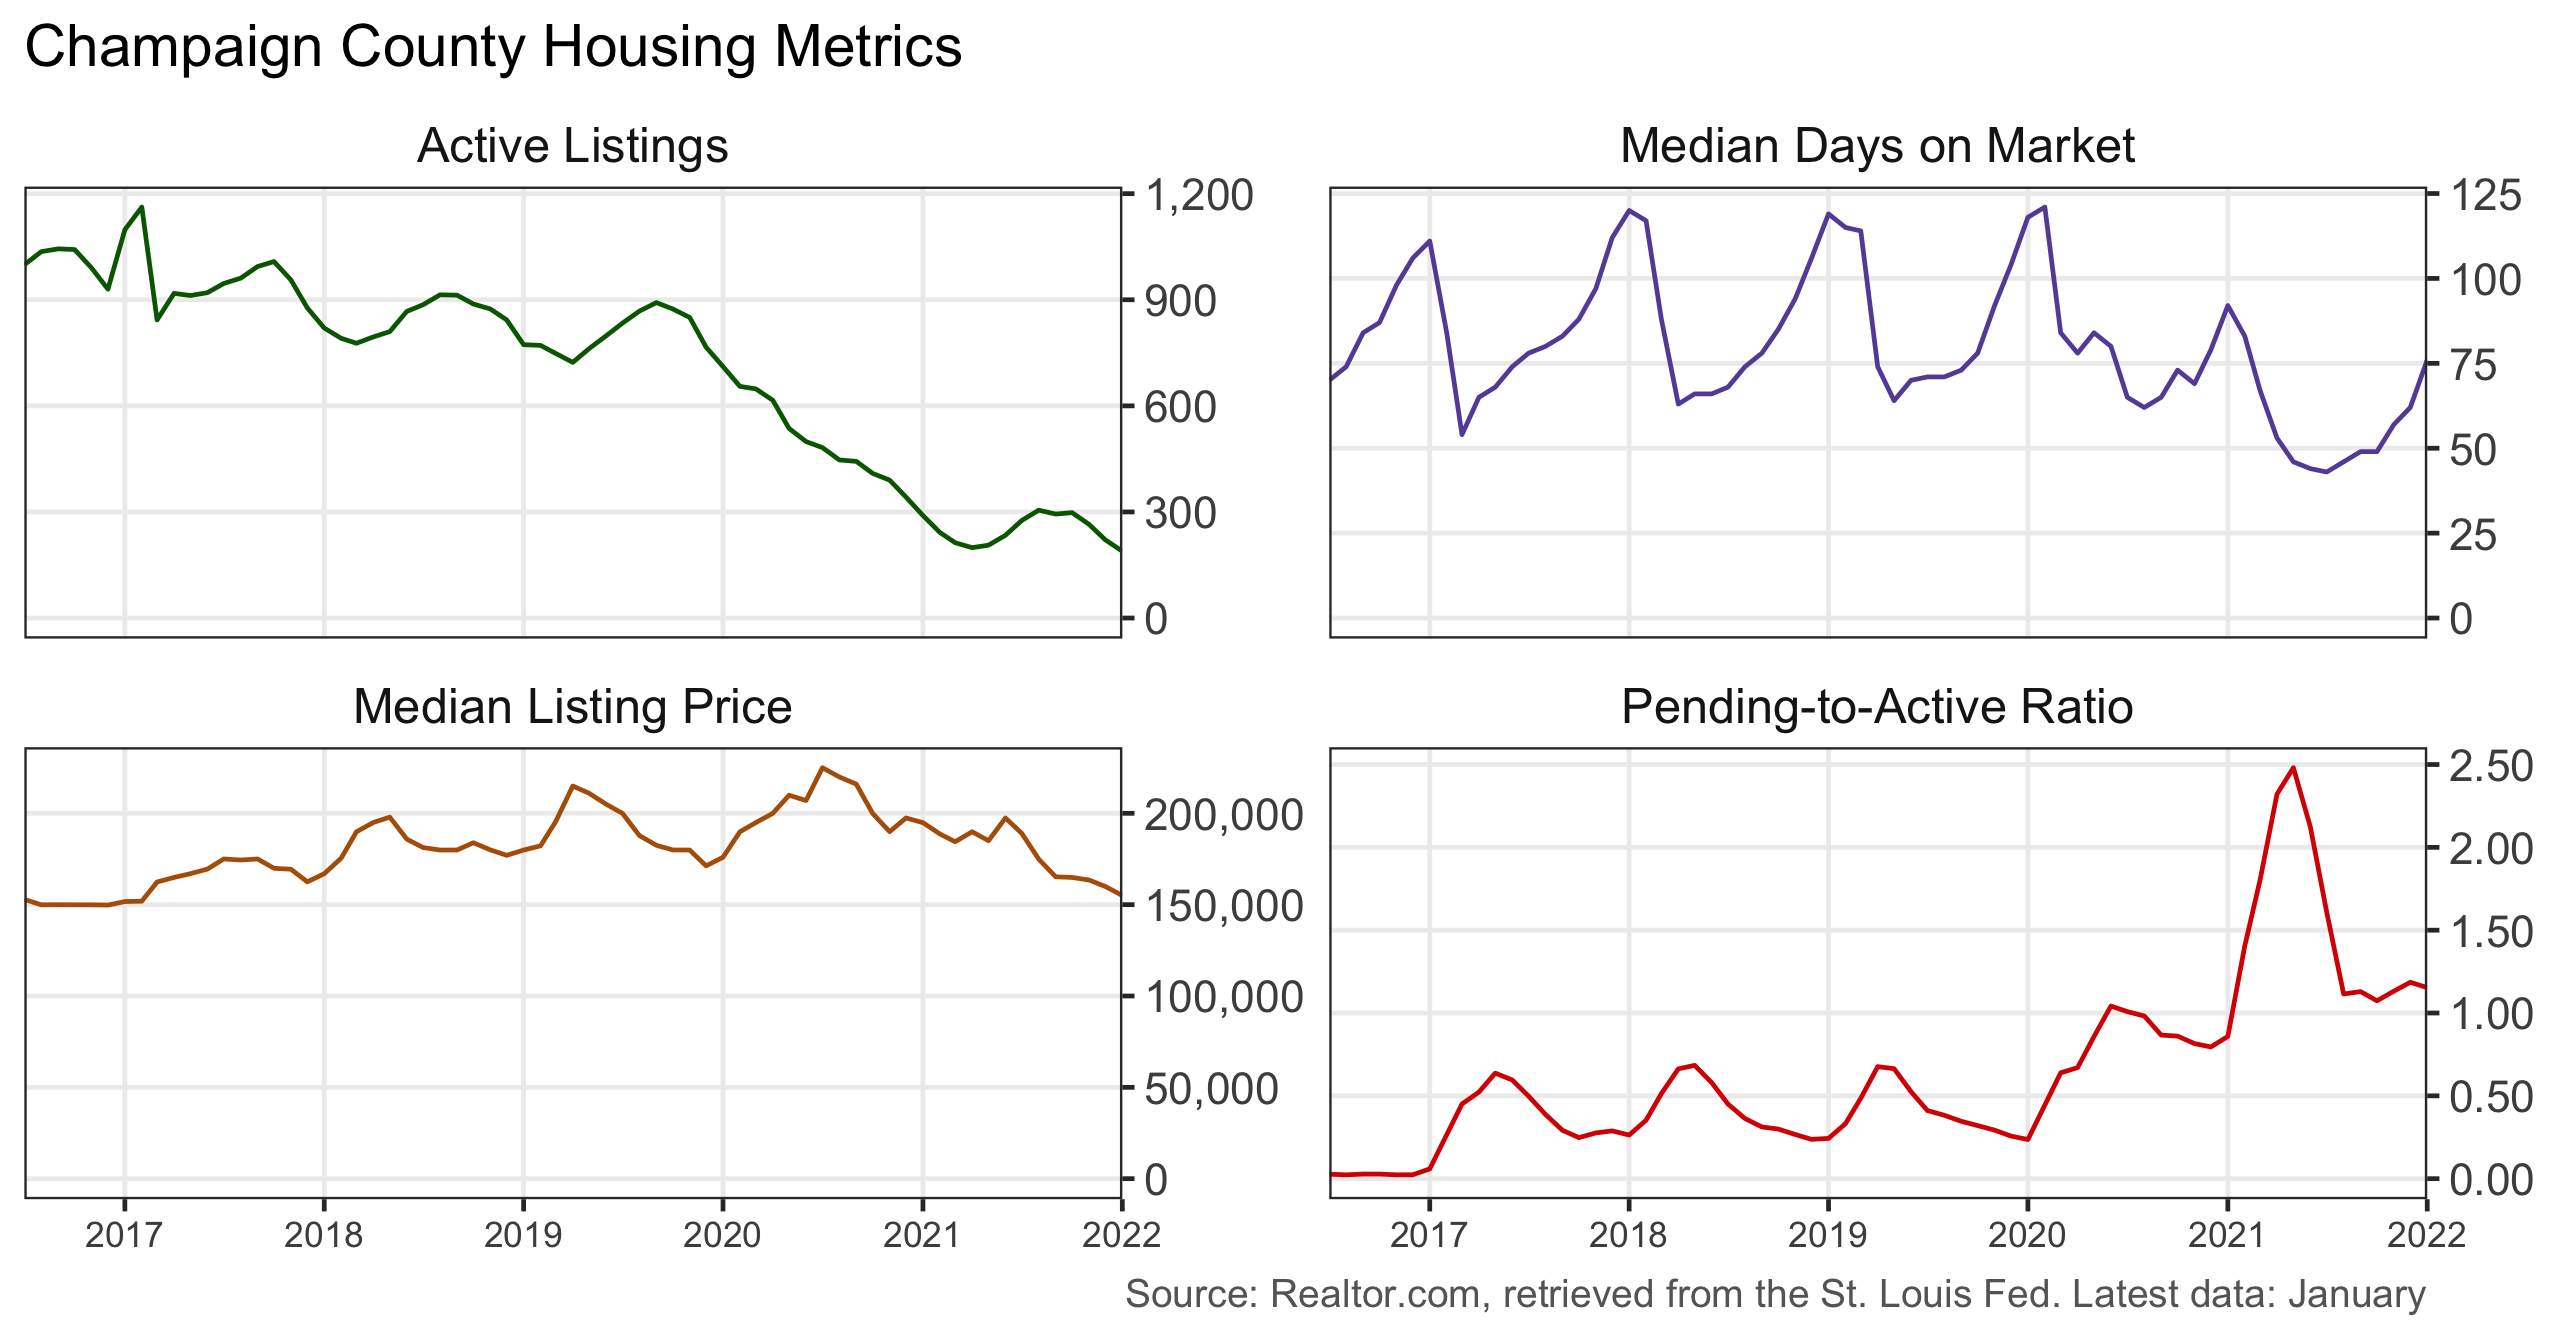 Champaign County Housing Metrics
Active Listings
1,200
900
600
300
0
Median Days on Market
125
100
75
50
25
0
Median Listing Price
200,000
150,000
100,000
50,000
0
2017 2018 2019 2020 2021 2022
Pending-to-Active Ratio
2.50
2.00
1.50
1.00
0.50
0.00
2017 2018 2019 2020 2021 2022
Source: Realtor.com, retrieved from the St. Louis Fed. Latest data: January